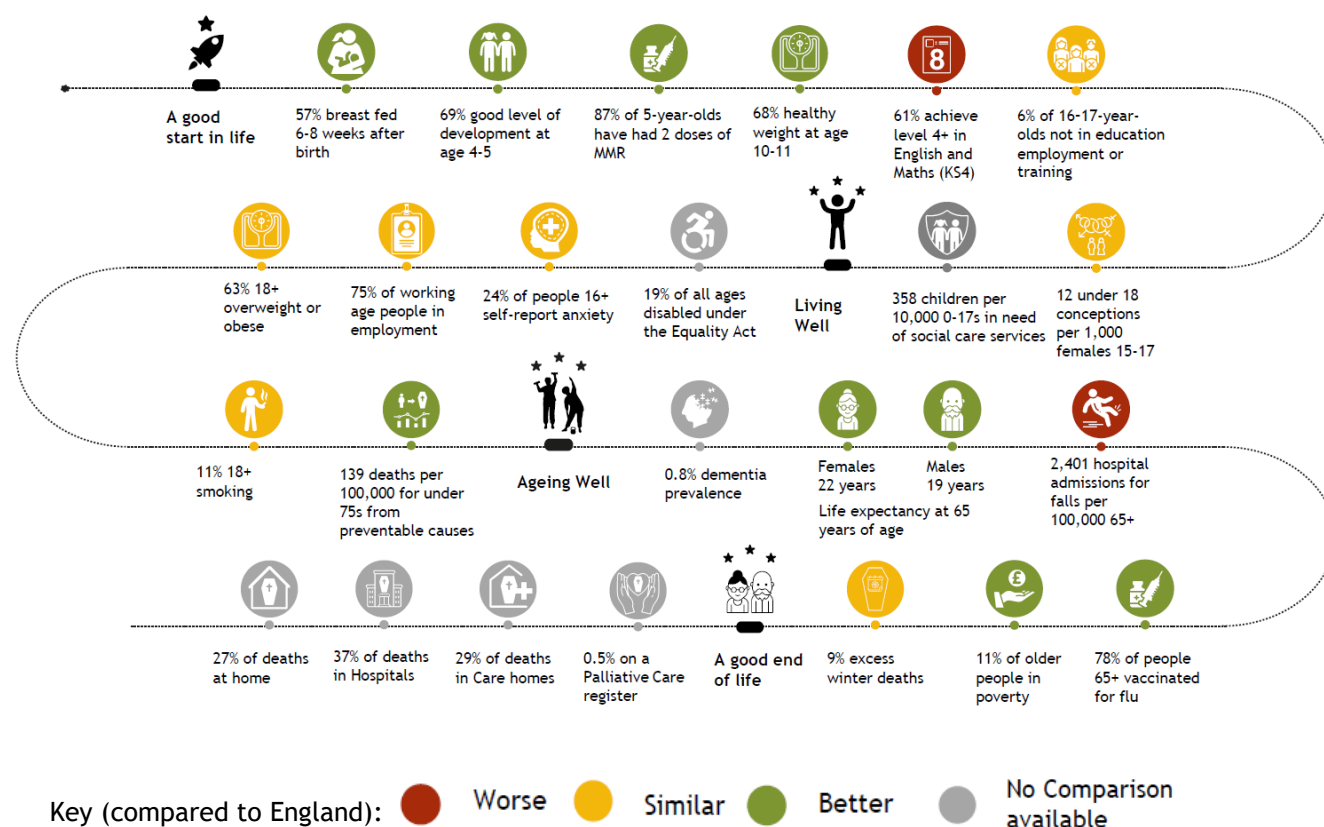 A good
start in life
57% breast fed
6-8 weeks after
birth
69% good level of
development at
age 4-5
87% of 5-year-olds
have had 2 doses of
MMR
68% healthy
weight at age
10-11
8
61% achieve
level 4+ in
English and
Maths (KS4)
6% of 16-17-year-
olds not in education
employment or
training
63% 18+
overweight or
obese
75% of working
age people in
employment
24% of people 16+
self-report anxiety
19% of all ages
disabled under
the Equality Act
Living
Well
358 children per
10,000 0-17s in need
of social care services
12 under 18
conceptions
per 1,000
females 15-17
11% 18+
smoking
139 deaths per
100,000 for under
75s from
preventable causes
Ageing Well
0.8% dementia
prevalence
Females
22 years
Males
19 years
Life expectancy at 65
years of age
2,401 hospital
admissions for
falls per
100,000 65+
27% of deaths
at home
37% of deaths
in Hospitals
29% of deaths
in Care homes
0.5% on a
Palliative Care
register
A good end
of life
9% excess
winter deaths
£
11% of older
people in
poverty
78% of people
65+ vaccinated
for flu
Key (compared to England):
Worse
Similar
Better
No Comparison
available